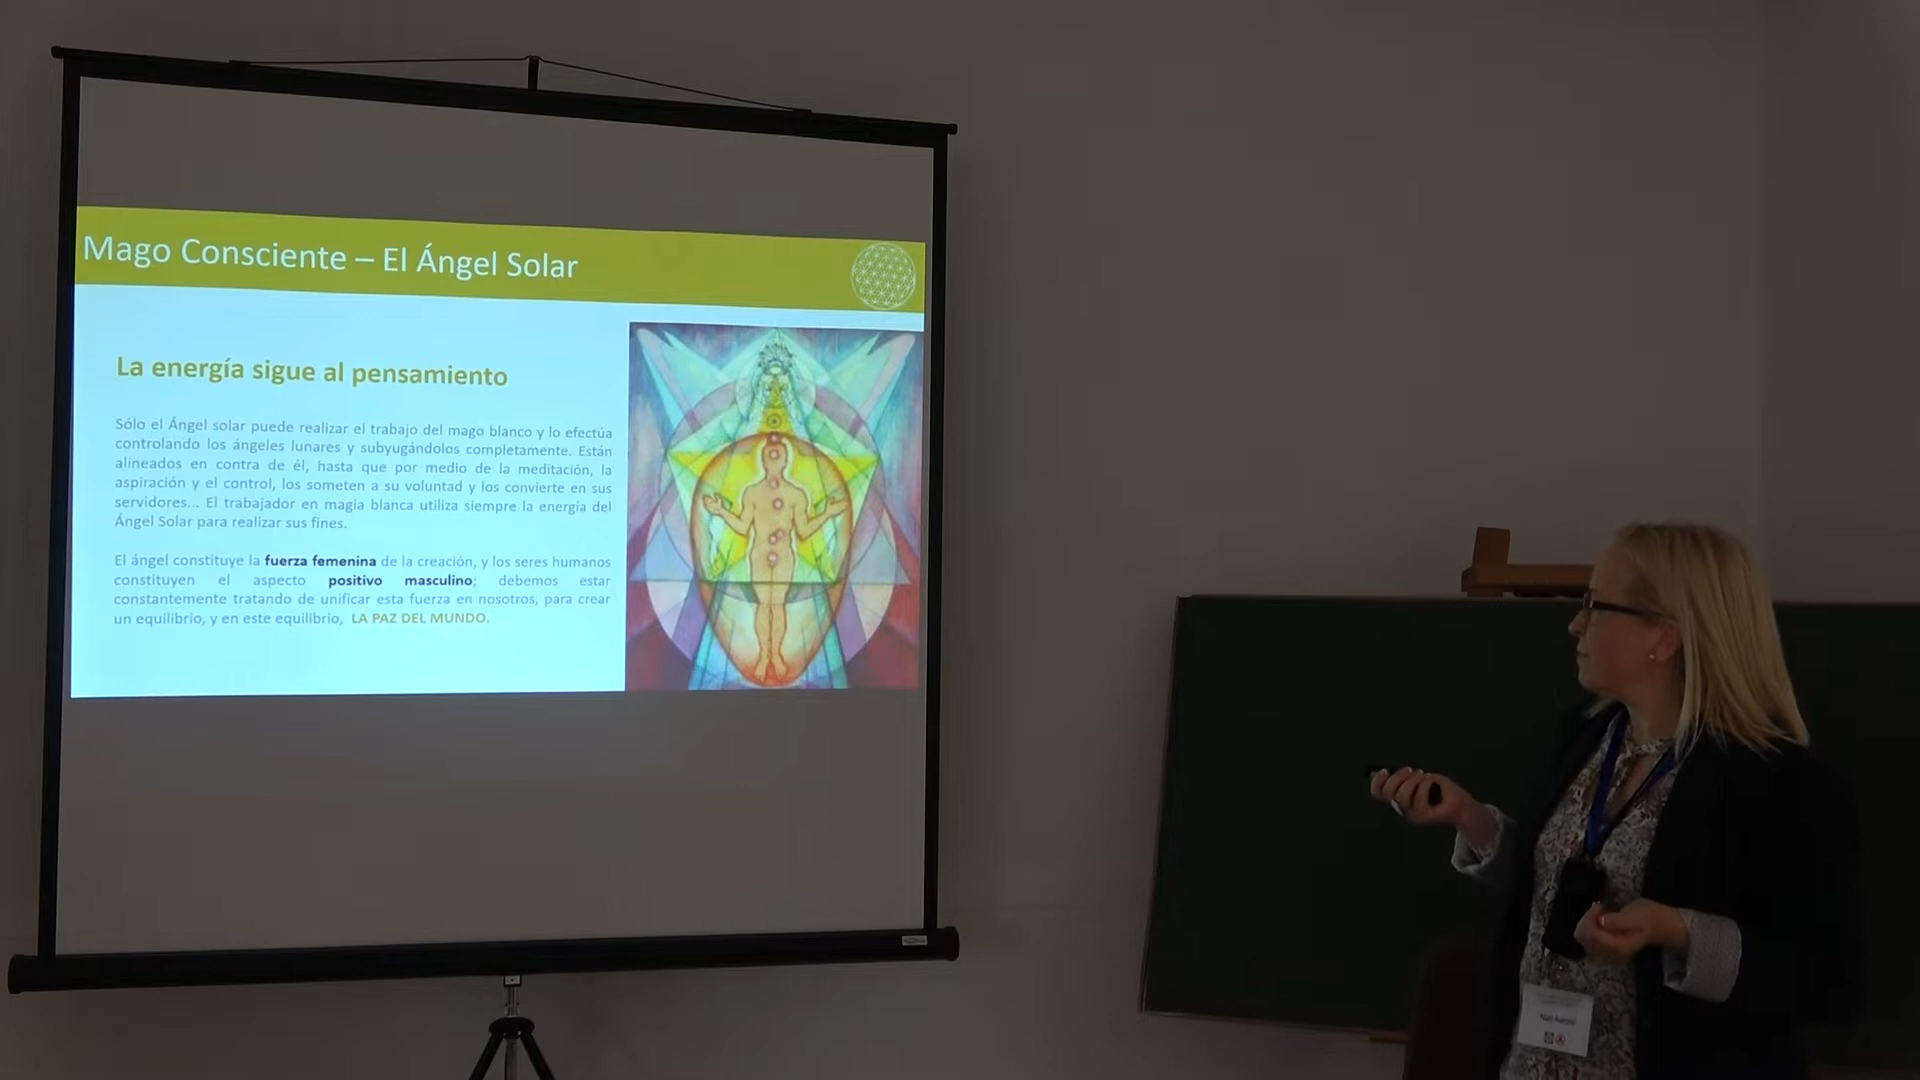 Mago Consciente – El Ángel Solar
La energía sigue al pensamiento
Sólo el Ángel solar puede realizar el trabajo del mago blanco y lo efectúa
controlando los ángeles lunares y subyugándolos completamente. Están
alineados en contra de él, hasta que por medio de la meditación, la
aspiración y el control, los someten a su voluntad y los convierte en sus
servidores... El trabajador en magia blanca utiliza siempre la energía del
Ángel Solar para realizar sus fines.
El ángel constituye la fuerza femenina de la creación, y los seres humanos
constituyen el aspecto positivo masculino; debemos estar
constantemente tratando de unificar esta fuerza en nosotros, para crear
un equilibrio, y en este equilibrio, LA PAZ DEL MUNDO.